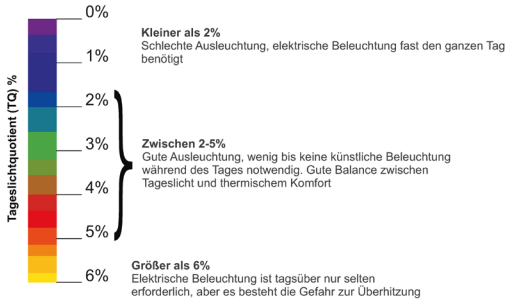 Tageslichtquotient (TQ) %
0%
1%
2%
3%
4%
5%
6%
Kleiner als 2%
Schlechte Ausleuchtung, elektrische Beleuchtung fast den ganzen Tag
benötigt
Zwischen 2-5%
Gute Ausleuchtung, wenig bis keine künstliche Beleuchtung
während des Tages notwendig. Gute Balance zwischen
Tageslicht und thermischem Komfort
Größer als 6%
Elektrische Beleuchtung ist tagsüber nur selten
erforderlich, aber es besteht die Gefahr zur Überhitzung